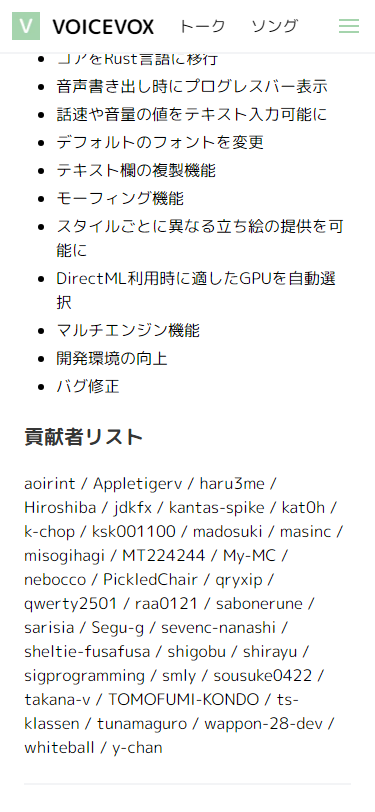 V VOICEVOX トーク ソング
コアをRust言語に移行
音声書き出し時にプログレスバー表示
話速や音量の値をテキスト入力可能に
デフォルトのフォントを変更
テキスト欄の複製機能
モーフィング機能
スタイルごとに異なる立ち絵の提供を可
能に
DirectML利用時に適したGPUを自動選
択
マルチエンジン機能
開発環境の向上
バグ修正
貢献者リスト
aoirint / Appletigerv / haru3me /
Hiroshiba / jdkfx / kantas-spike / kat0h /
k-chop / ksk001100 / madosuki / masinc /
misogihagi / MT224244 / My-MC /
nebocco / PickledChair / qryxip /
qwerty2501 / raa0121 / sabonerune /
sarisia / Segu-g / sevenc-nanashi /
sheltie-fusafusa / shigobu / shirayu /
sigprogramming / smly / sousuke0422 /
takana-v / TOMOFUMI-KONDO / ts-
klassen / tunamaguro / wappon-28-dev /
whiteball / y-chan